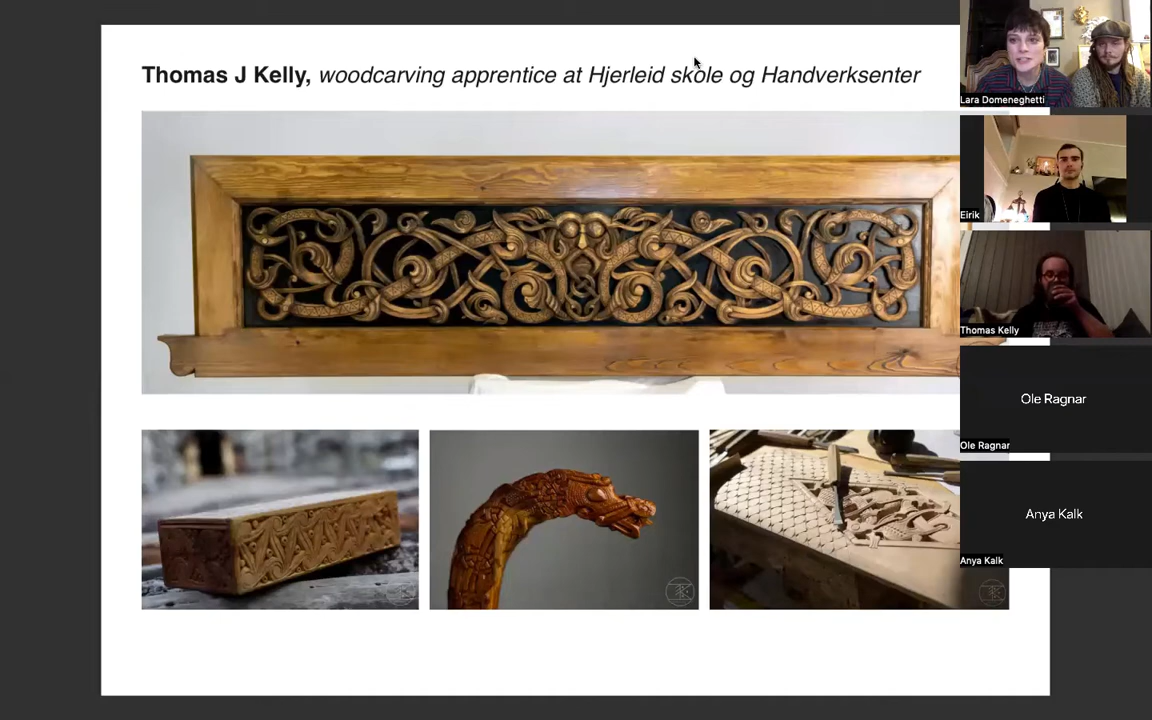 Thomas J Kelly, woodcarving apprentice at Hjerleid skole og Handverksenter
Lara Domeneghetti
Eirik
Thomas Kelly
Ole Ragnar
Ole Ragnar
Anya Kalk
Anya Kalk